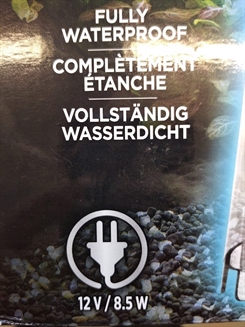 FULLY
WATERPROOF
COMPLÈTEMENT
ÉTANCHE
VOLLSTÄNDIG
WASSERDICHT
12 V / 8.5 W